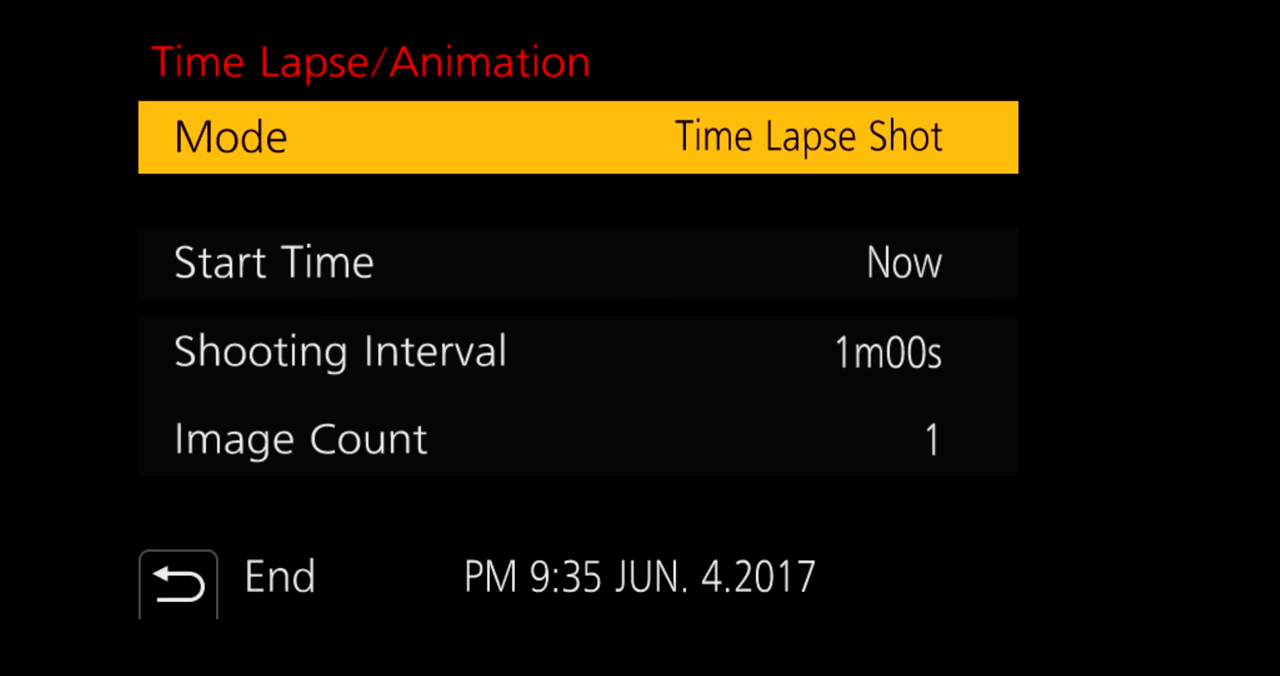 Time Lapse/Animation
Mode Time Lapse Shot
Start Time Now
Shooting Interval 1m00s
Image Count 1
End PM 9:35 JUN. 4.2017